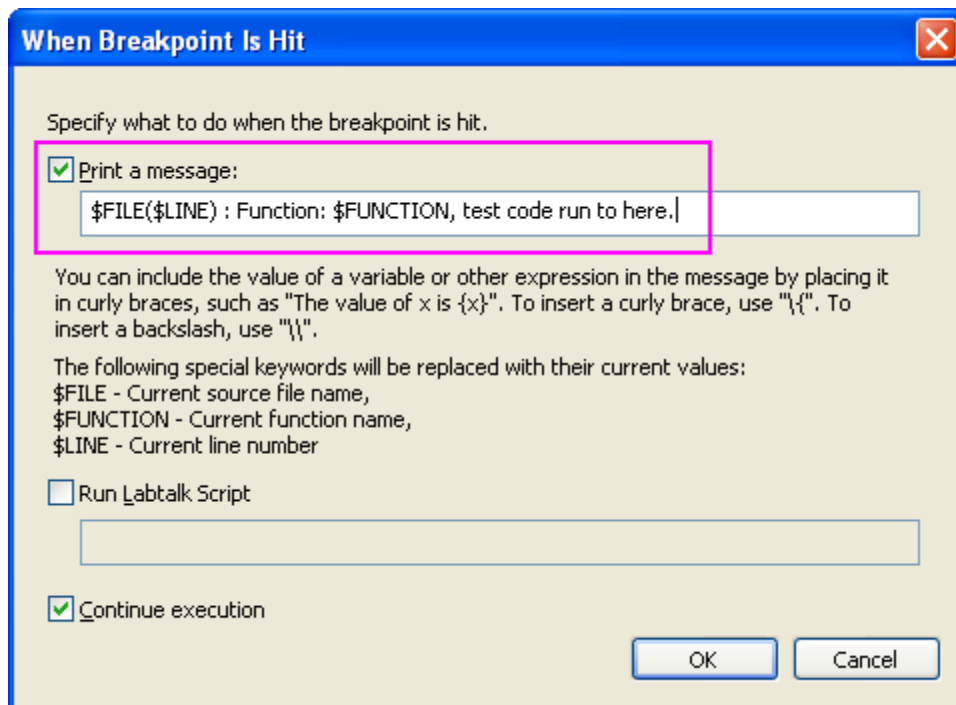 When Breakpoint Is Hit
Specify what to do when the breakpoint is hit.
Print a message:
$FILE($LINE) : Function: $FUNCTION, test code run to here.
You can include the value of a variable or other expression in the message by placing it
in curly braces, such as "The value of x is {x}". To insert a curly brace, use "\{". To
insert a backslash, use "\\".
The following special keywords will be replaced with their current values:
$FILE - Current source file name,
$FUNCTION - Current function name,
$LINE - Current line number
Run Labtalk Script
Continue execution
OK Cancel